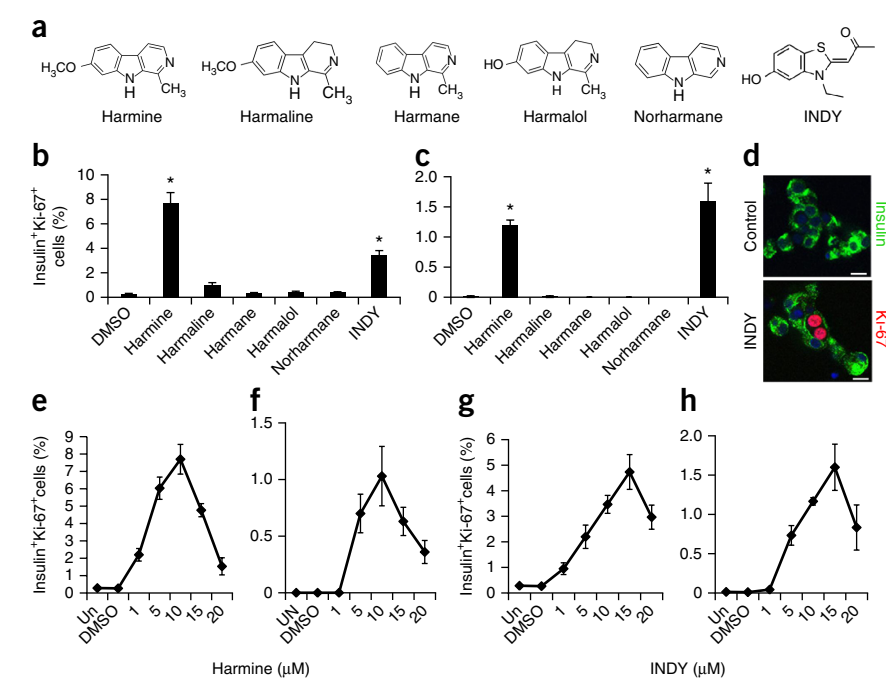 a
H3CO N N H CH3
H3CO N N H CH3
N N H CH3
HO N N H CH3
N N H
HO S N O
Harmine Harmaline Harmane Harmalol Norharmane INDY
b
Insulin+Ki-67+
cells (%)
10
8
6
4
2
0
*
*
DMSO
Harmine
Harmaline
Harmane
Harmalol
Norharmane
INDY
c
2.0
1.5
1.0
0.5
0
*
*
DMSO
Harmine
Harmaline
Harmane
Harmalol
Norharmane
INDY
d
Control
Insulin
INDY
Ki-67
e
Insulin+Ki-67+cells (%)
9
8
7
6
5
4
3
2
1
0
Un
DMSO
1
5
10
15
20
f
1.5
1.0
0.5
0
UN
DMSO
1
5
10
15
20
Harmine (μM)
g
Insulin+Ki-67+cells (%)
6
5
4
3
2
1
0
Un
DMSO
1
5
10
15
20
h
2.0
1.5
1.0
0.5
0
Un
DMSO
1
5
10
15
20
INDY (μM)